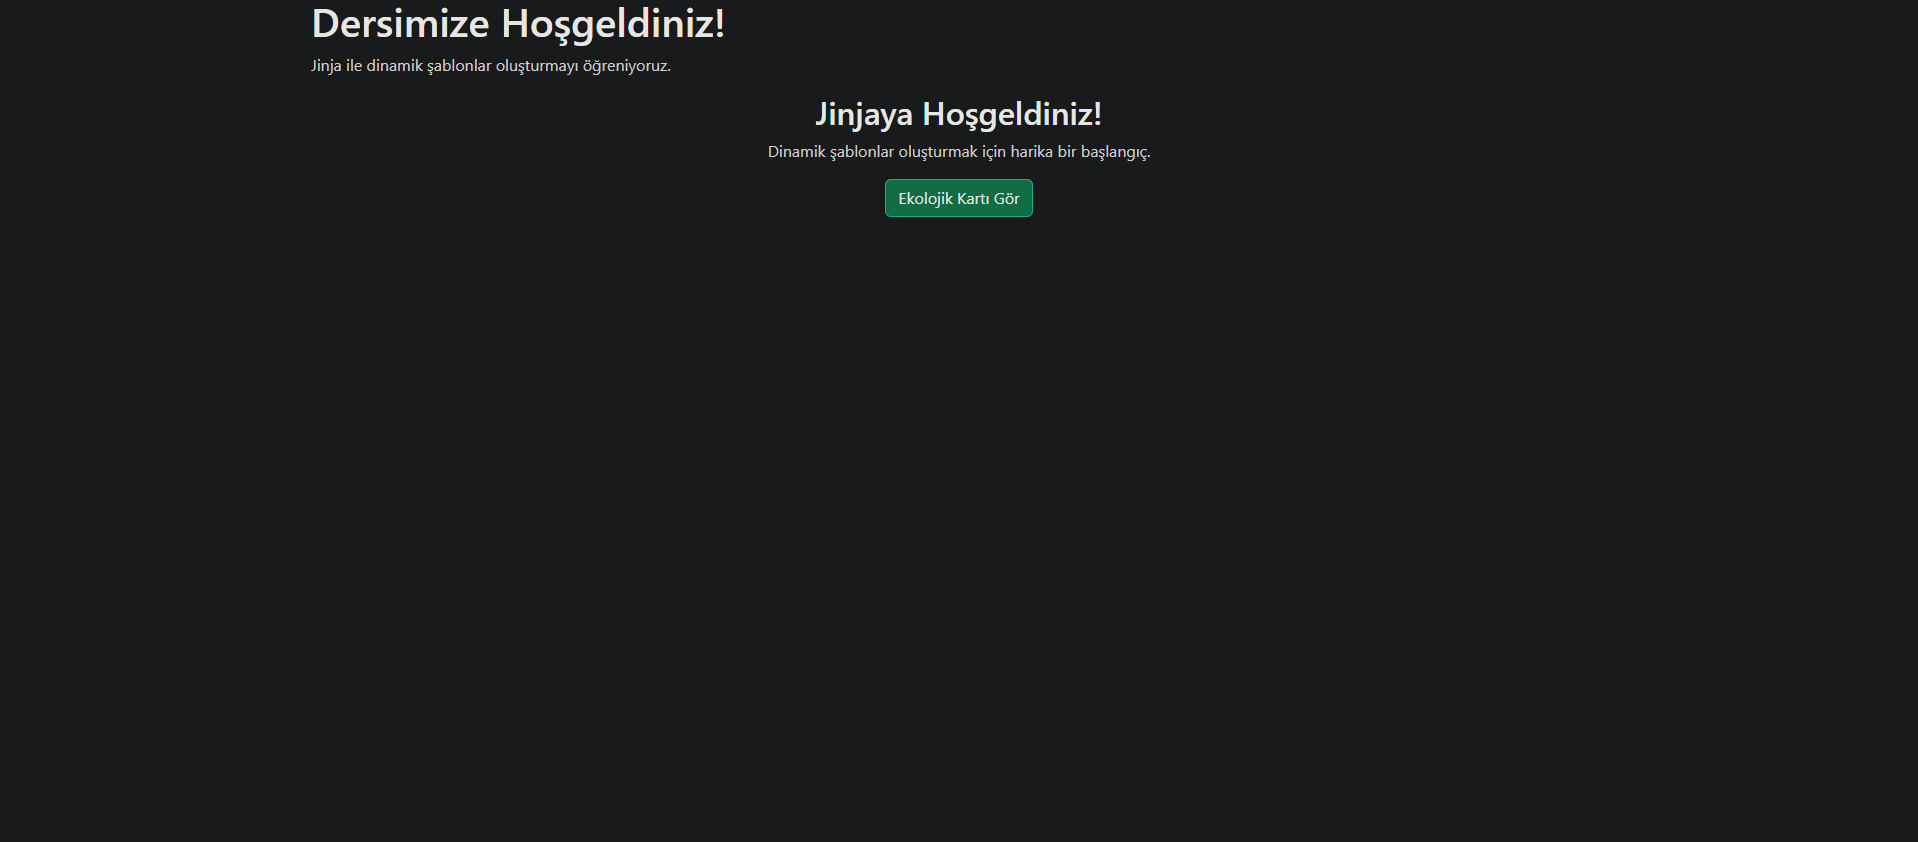 Dersimize Hoşgeldiniz!
Jinja ile dinamik şablonlar oluşturmayı öğreniyoruz.
Jinjaya Hoşgeldiniz!
Dinamik şablonlar oluşturmak için harika bir başlangıç.
Ekolojik Kartı Gör